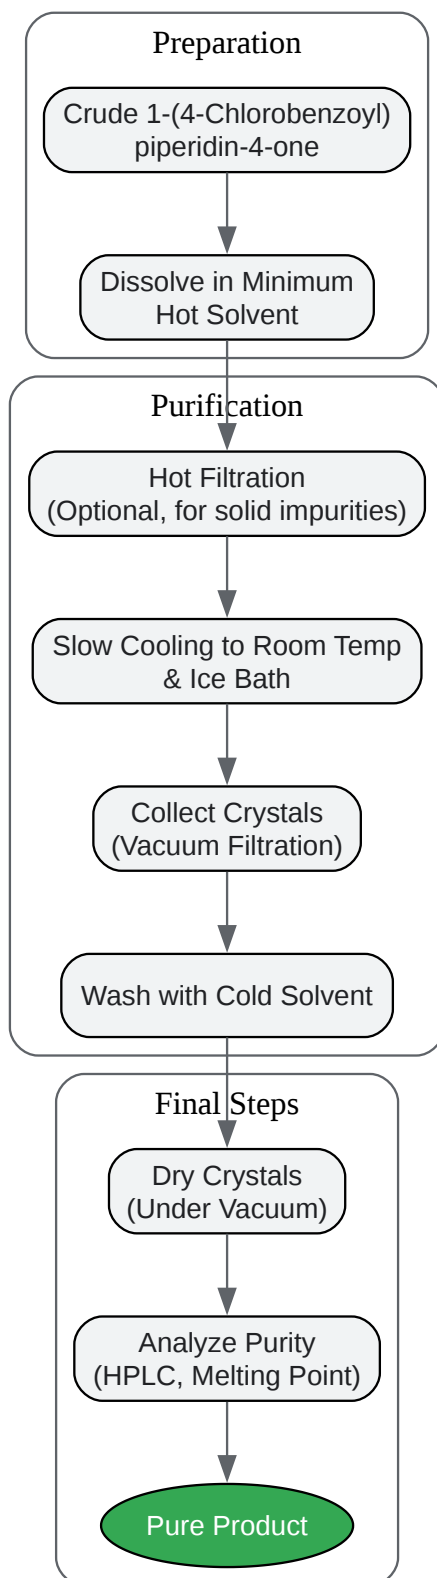 Preparation
Crude 1-(4-Chlorobenzoyl)
piperidin-4-one
Dissolve in Minimum
Hot Solvent
Purification
Hot Filtration
(Optional, for solid impurities)
Slow Cooling to Room Temp
& Ice Bath
Collect Crystals
(Vacuum Filtration)
Wash with Cold Solvent
Final Steps
Dry Crystals
(Under Vacuum)
Analyze Purity
(HPLC, Melting Point)
Pure Product